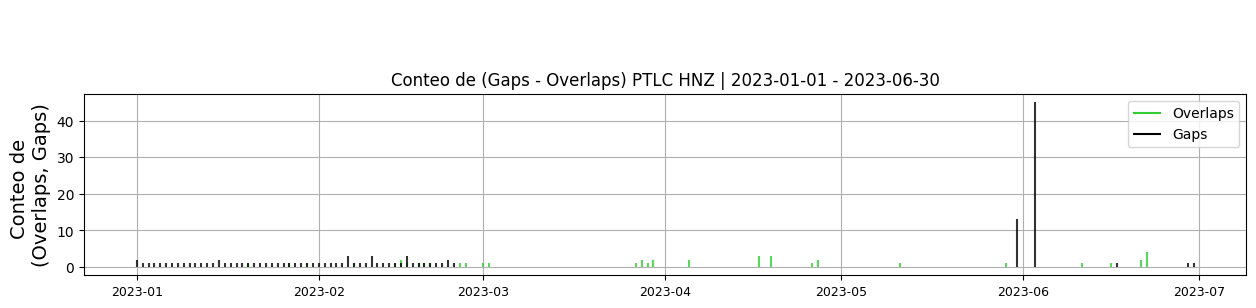 Conteo de (Gaps - Overlaps) PTLC HNZ | 2023-01-01 - 2023-06-30
Conteo de
(Overlaps, Gaps)
40
30
20
10
0
Overlaps
Gaps
2023-01
2023-02
2023-03
2023-04
2023-05
2023-06
2023-07